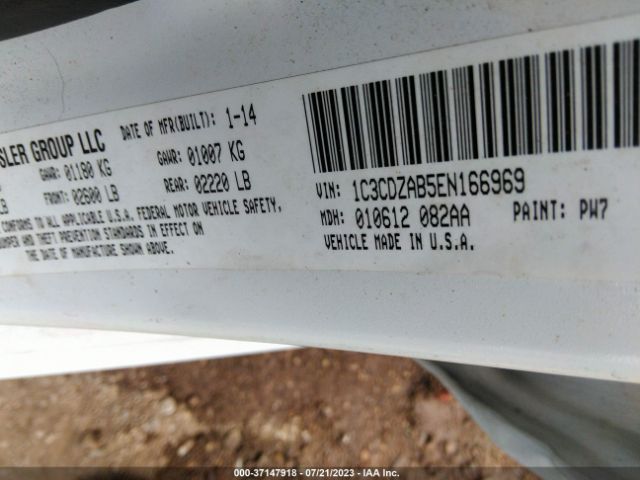 SLER GROUP LLC
DATE OF MFR(BUILT): 1-14
GAWR: 01180 KG
GAWR: 01007 KG
LB
FRONT: 02600 LB
REAR: 02220 LB
CONFORMS TO ALL APPLICABLE U.S.A. FEDERAL MOTOR VEHICLE SAFETY,
AND THEFT PREVENTION STANDARDS IN EFFECT ON
THE DATE OF MANUFACTURE SHOWN ABOVE.
VIN: 1C3CDZAB5EN166969
MDH: 010612 082AA PAINT: PW7
VEHICLE MADE IN U.S.A.
000-37147918 - 07/21/2023 - IAA Inc.